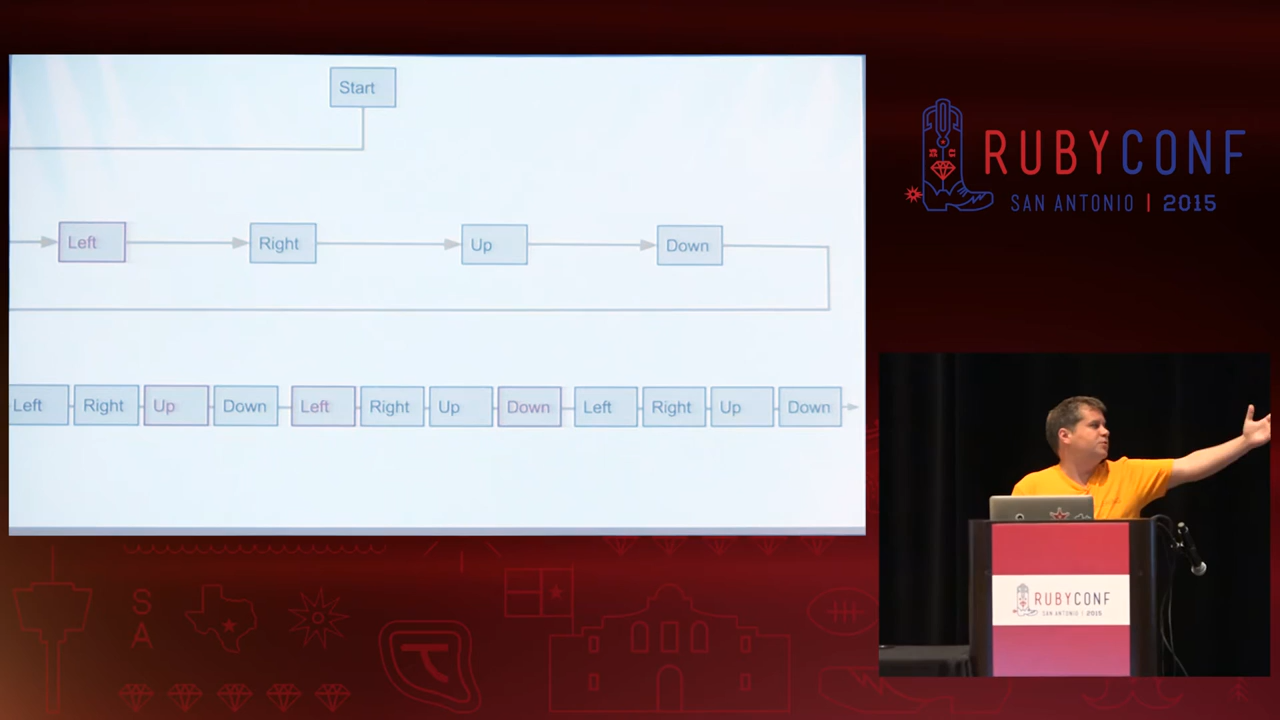 Start
Left Right Up Down
Left Right Up Down Left Right Up Down Left Right Up Down
RUBYCONF
SAN ANTONIO | 2015
RUBYCONF
SAN ANTONIO | 2015
S
A